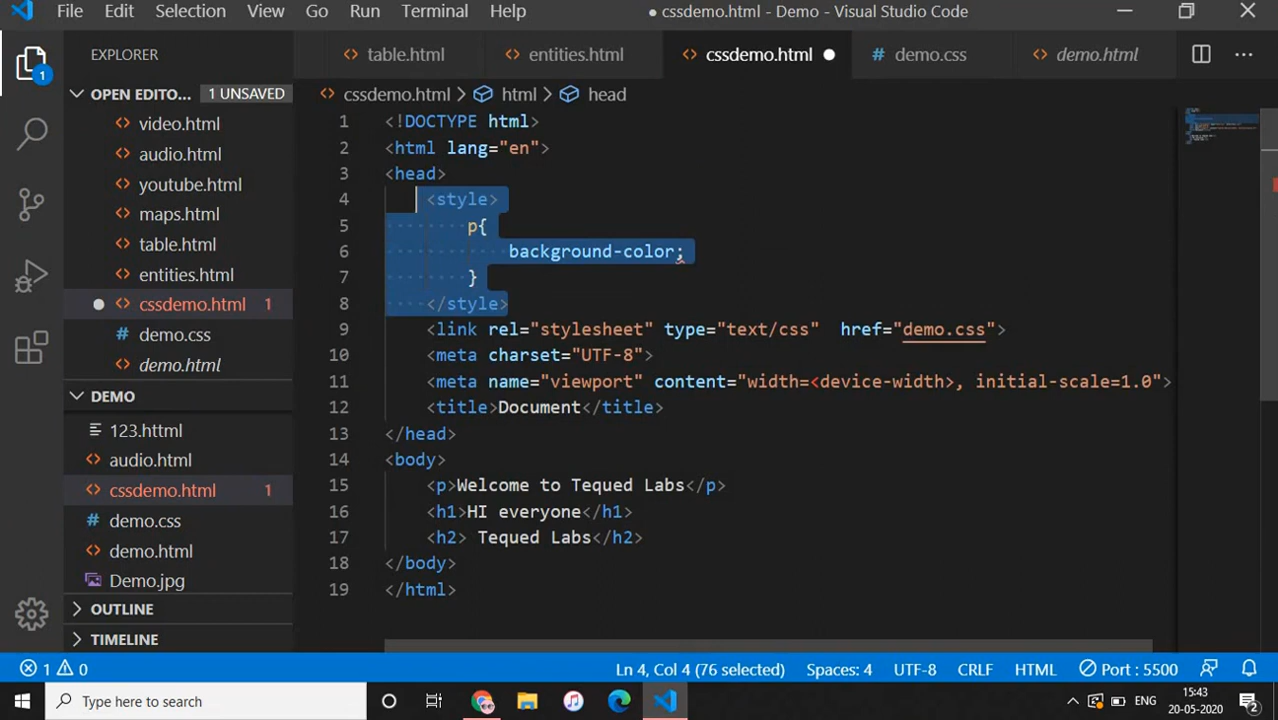 File Edit Selection View Go Run Terminal Help ● cssdemo.html - Demo - Visual Studio Code
EXPLORER
table.html entities.html cssdemo.html demo.css demo.html
OPEN EDITO... 1 UNSAVED
cssdemo.html > html > head
video.html
audio.html
youtube.html
maps.html
table.html
entities.html
cssdemo.html 1
demo.css
demo.html
DEMO
123.httml
audio.html
cssdemo.html 1
demo.css
demo.html
Demo.jpg
OUTLINE
TIMELINE
1
1 <!DOCTYPE html>
2 <html lang="en">
3 <head>
4 <style>
5 p{
6 background-color;
7 }
8 </style>
9 <link rel="stylesheet" type="text/css" href="demo.css">
10 <meta charset="UTF-8">
11 <meta name="viewport" content="width=<device-width>, initial-scale=1.0">
12 <title>Document</title>
13 </head>
14 <body>
15 <p>Welcome to Tequed Labs</p>
16 <h1>HI everyone</h1>
17 <h2> Tequed Labs</h2>
18 </body>
19 </html>
1 0 Ln 4, Col 4 (76 selected) Spaces: 4 UTF-8 CRLF HTML Port : 5500
Type here to search ENG 15:43
20-05-2020 2